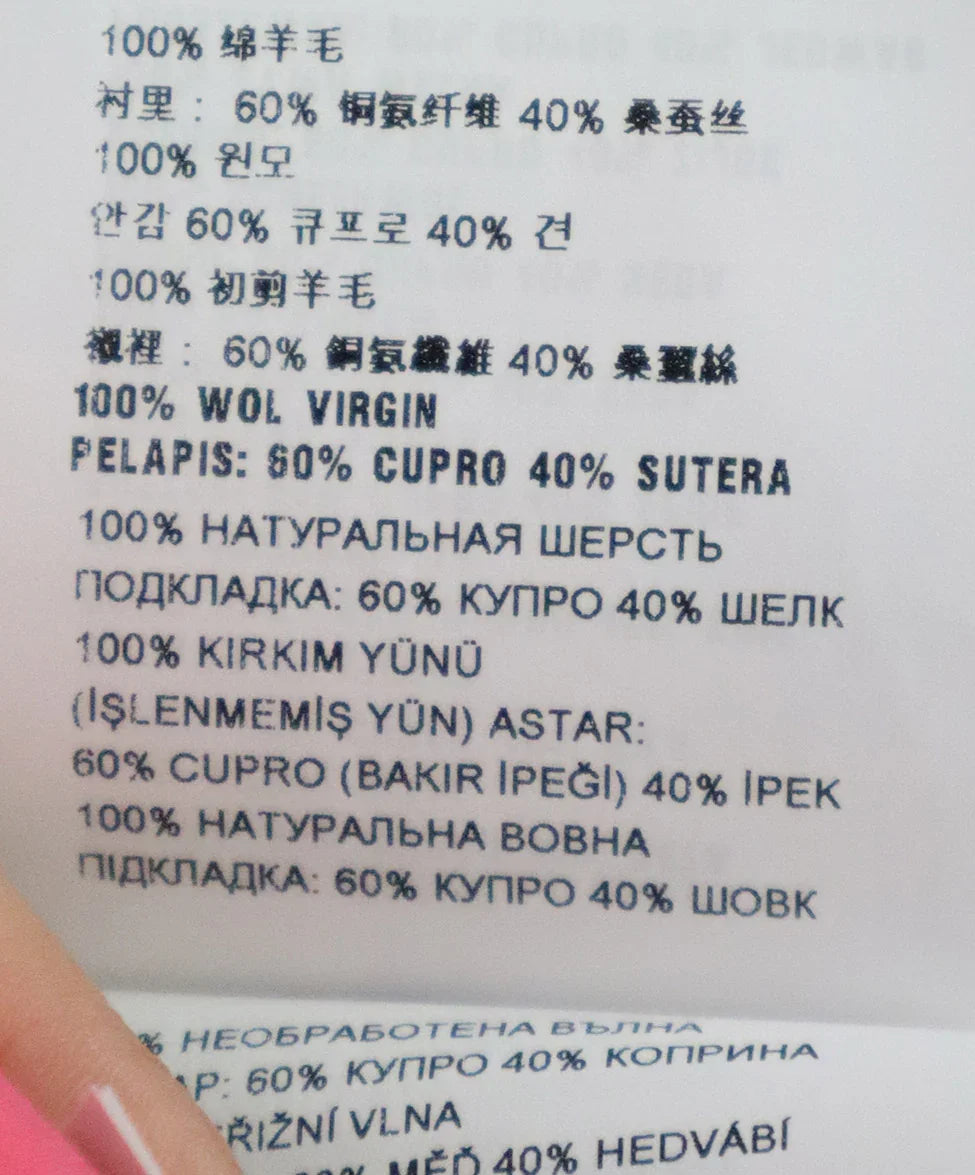 100% 绵羊毛
衬里： 60% 铜氨纤维 40% 桑蚕丝
100% 원모
안감 60% 큐프로 40% 견
100% 初剪羊毛
襯裡： 60% 銅氨纖維 40% 桑蠶絲
100% WOL VIRGIN
PELAPIS: 60% CUPRO 40% SUTERA
100% НАТУРАЛЬНАЯ ШЕРСТЬ
ПОДКЛАДКА: 60% КУПРО 40% ШЕЛК
100% KIRKIM YÜNÜ
(İŞLENMEMİŞ YÜN) ASTAR:
60% CUPRO (BAKIR İPEĞİ) 40% İPEK
100% НАТУРАЛЬНА ВОВНА
ПІДКЛАДКА: 60% КУПРО 40% ШОВК
% НЕОБРАБОТЕНА ВЪЛНА
АР: 60% КУПРО 40% КОПРИНА
ŘIŽNÍ VLNA
MĚĎ 40% HEDVÁBÍ